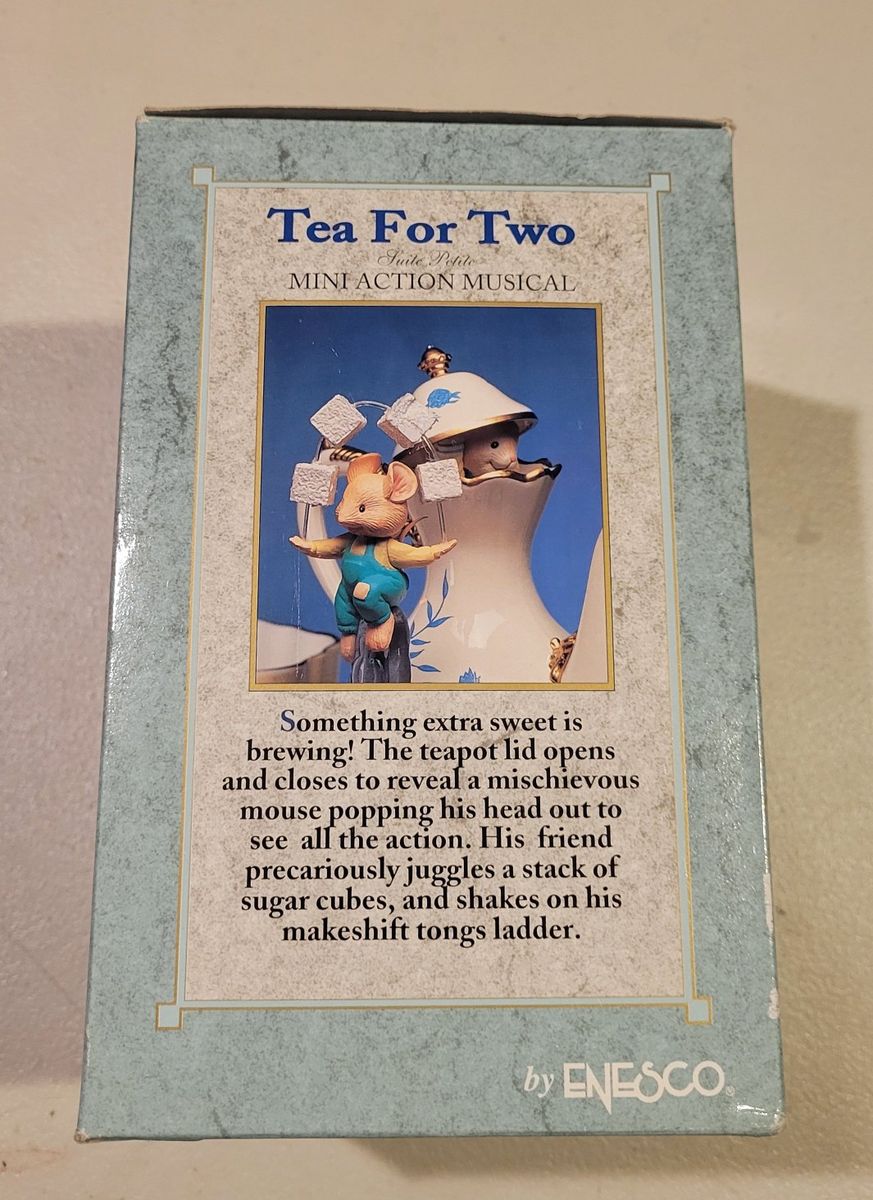 Tea For Two
Suite Petite
MINI ACTION MUSICAL
Something extra sweet is
brewing! The teapot lid opens
and closes to reveal a mischievous
mouse popping his head out to
see all the action. His friend
precariously juggles a stack of
sugar cubes, and shakes on his
makeshift tongs ladder.
by ENESCO®